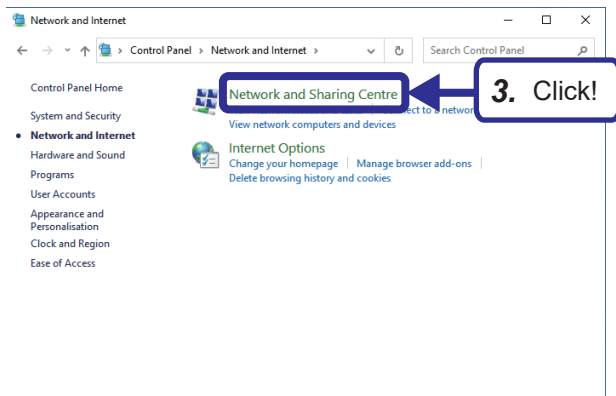 Network and Internet
Control Panel > Network and Internet >
Search Control Panel
Control Panel Home
System and Security
Network and Internet
Hardware and Sound
Programs
User Accounts
Appearance and
Personalisation
Clock and Region
Ease of Access
Network and Sharing Centre
to a networ
View network computers and devices
Internet Options
Change your homepage | Manage browser add-ons |
Delete browsing history and cookies
3. Click!